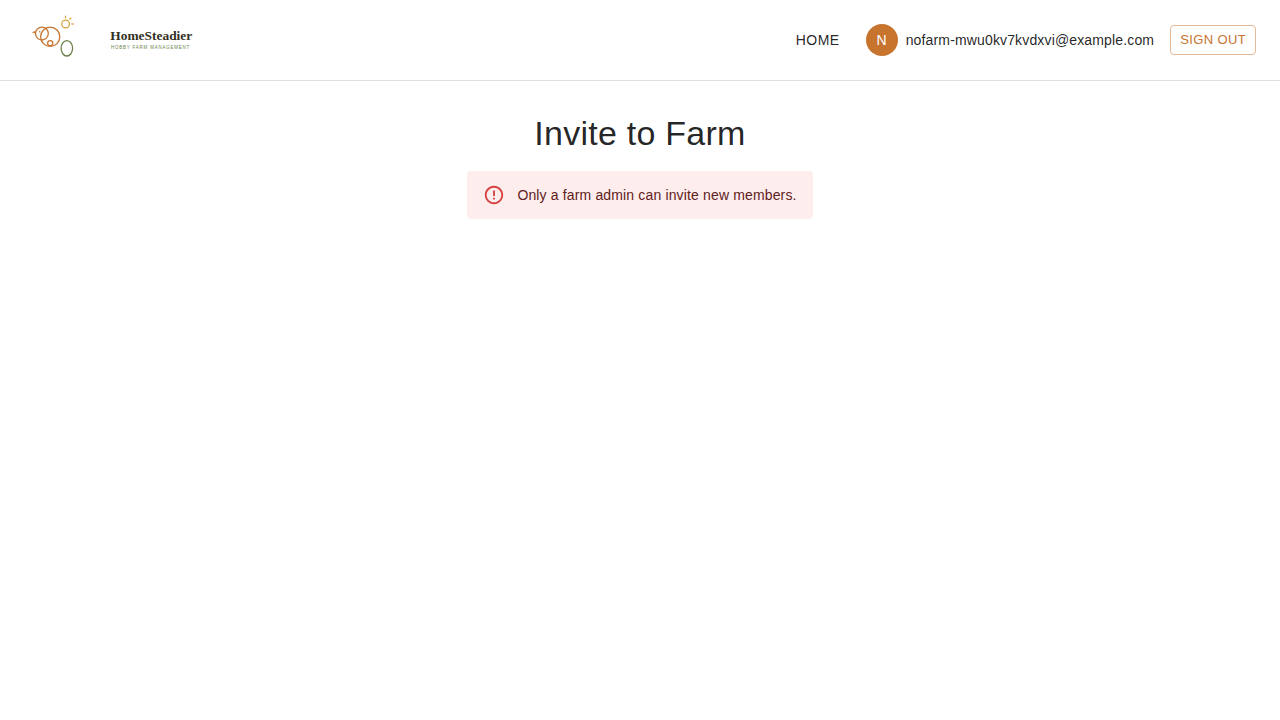 HomeSteadier
HOBBY FARM MANAGEMENT
HOME
N
nofarm-mwu0kv7kvdxvi@example.com
SIGN OUT
Invite to Farm
Only a farm admin can invite new members.